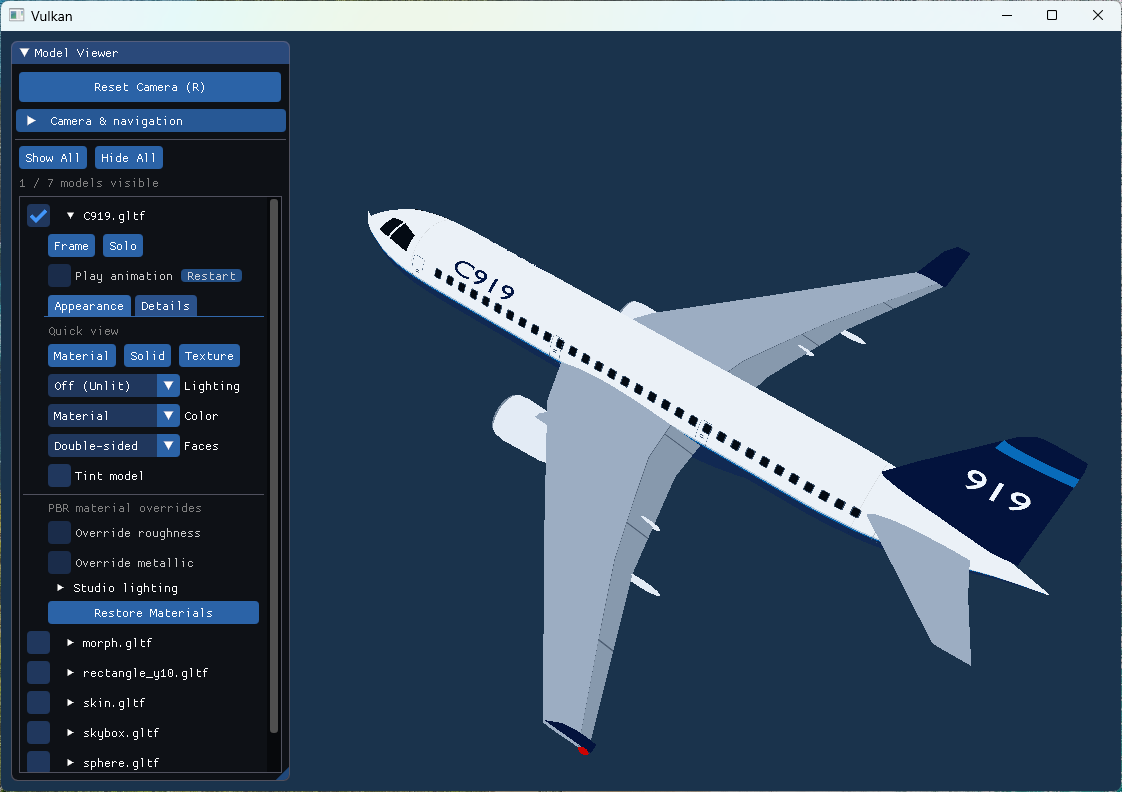 Vulkan
Model Viewer
Reset Camera (R)
Camera & navigation
Show All Hide All
1 / 7 models visible
C919.gltf
Frame Solo
Play animation Restart
Appearance Details
Quick view
Material Solid Texture
Off (Unlit) Lighting
Material Color
Double-sided Faces
Tint model
PBR material overrides
Override roughness
Override metallic
Studio lighting
Restore Materials
morph.gltf
rectangle_y10.gltf
skin.gltf
skybox.gltf
sphere.gltf
C919
919